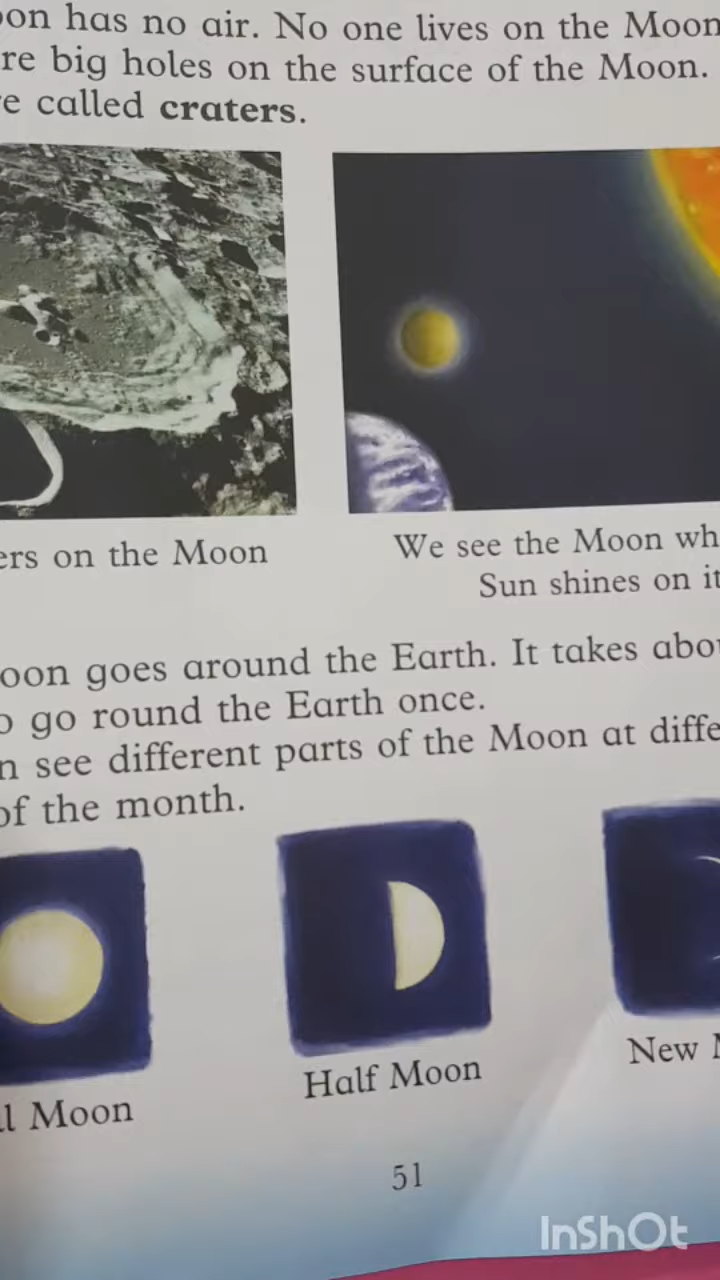 oon has no air. No one lives on the Moon
re big holes on the surface of the Moon.
e called craters.
ers on the Moon
We see the Moon wh
Sun shines on it
oon goes around the Earth. It takes abou
o go round the Earth once.
n see different parts of the Moon at diffe
of the month.
l Moon
Half Moon
New M
51
InShOt